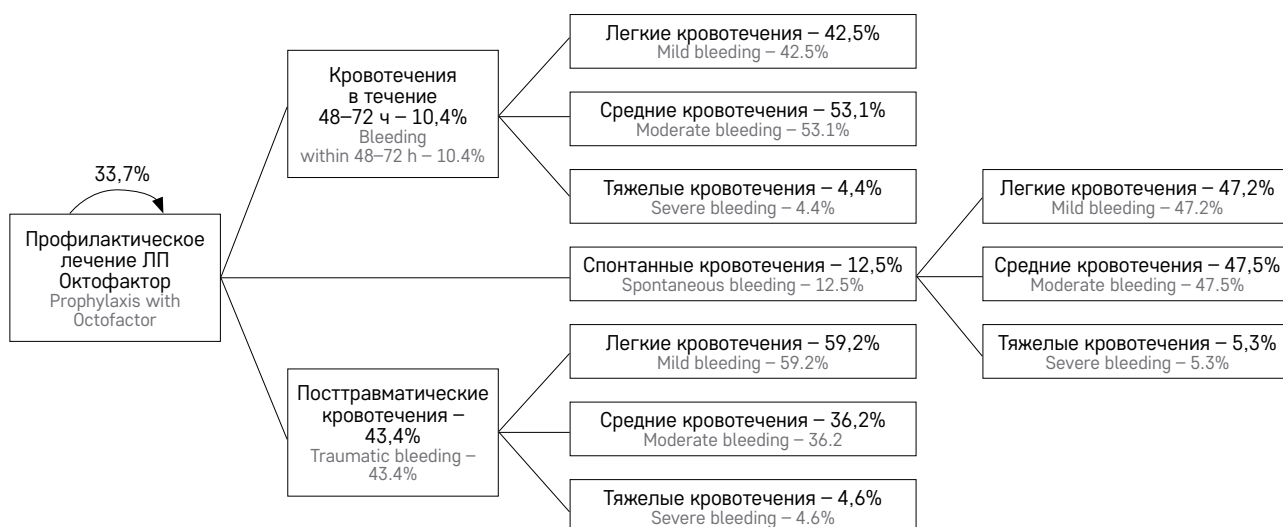 33,7%
Профилактическое
лечение ЛП
Октофактор
Prophylaxis with
Octofactor
Кровотечения
в течение
48–72 ч – 10,4%
Bleeding
within 48–72 h – 10.4%
Легкие кровотечения – 42,5%
Mild bleeding – 42.5%
Средние кровотечения – 53,1%
Moderate bleeding – 53.1%
Тяжелые кровотечения – 4,4%
Severe bleeding – 4.4%
Спонтанные кровотечения – 12,5%
Spontaneous bleeding – 12.5%
Легкие кровотечения – 47,2%
Mild bleeding – 47.2%
Средние кровотечения – 47,5%
Moderate bleeding – 47.5%
Тяжелые кровотечения – 5,3%
Severe bleeding – 5.3%
Посттравматические
кровотечения –
43,4%
Traumatic bleeding –
43.4%
Легкие кровотечения – 59,2%
Mild bleeding – 59.2%
Средние кровотечения – 36,2%
Moderate bleeding – 36.2
Тяжелые кровотечения – 4,6%
Severe bleeding – 4.6%